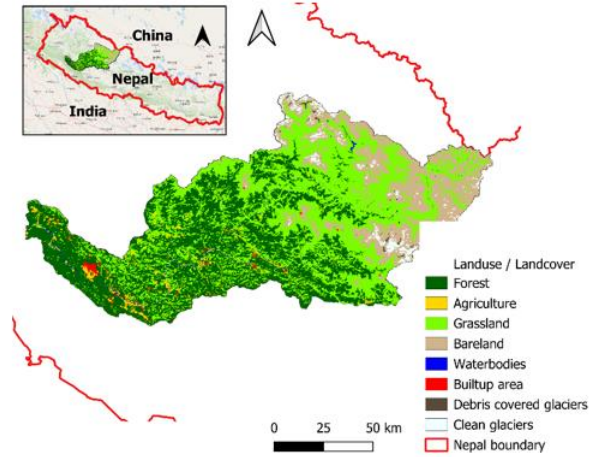 China
Nepal
India
Landuse / Landcover
Forest
Agriculture
Grassland
Bareland
Waterbodies
Builtup area
Debris covered glaciers
Clean glaciers
Nepal boundary
0 25 50 km